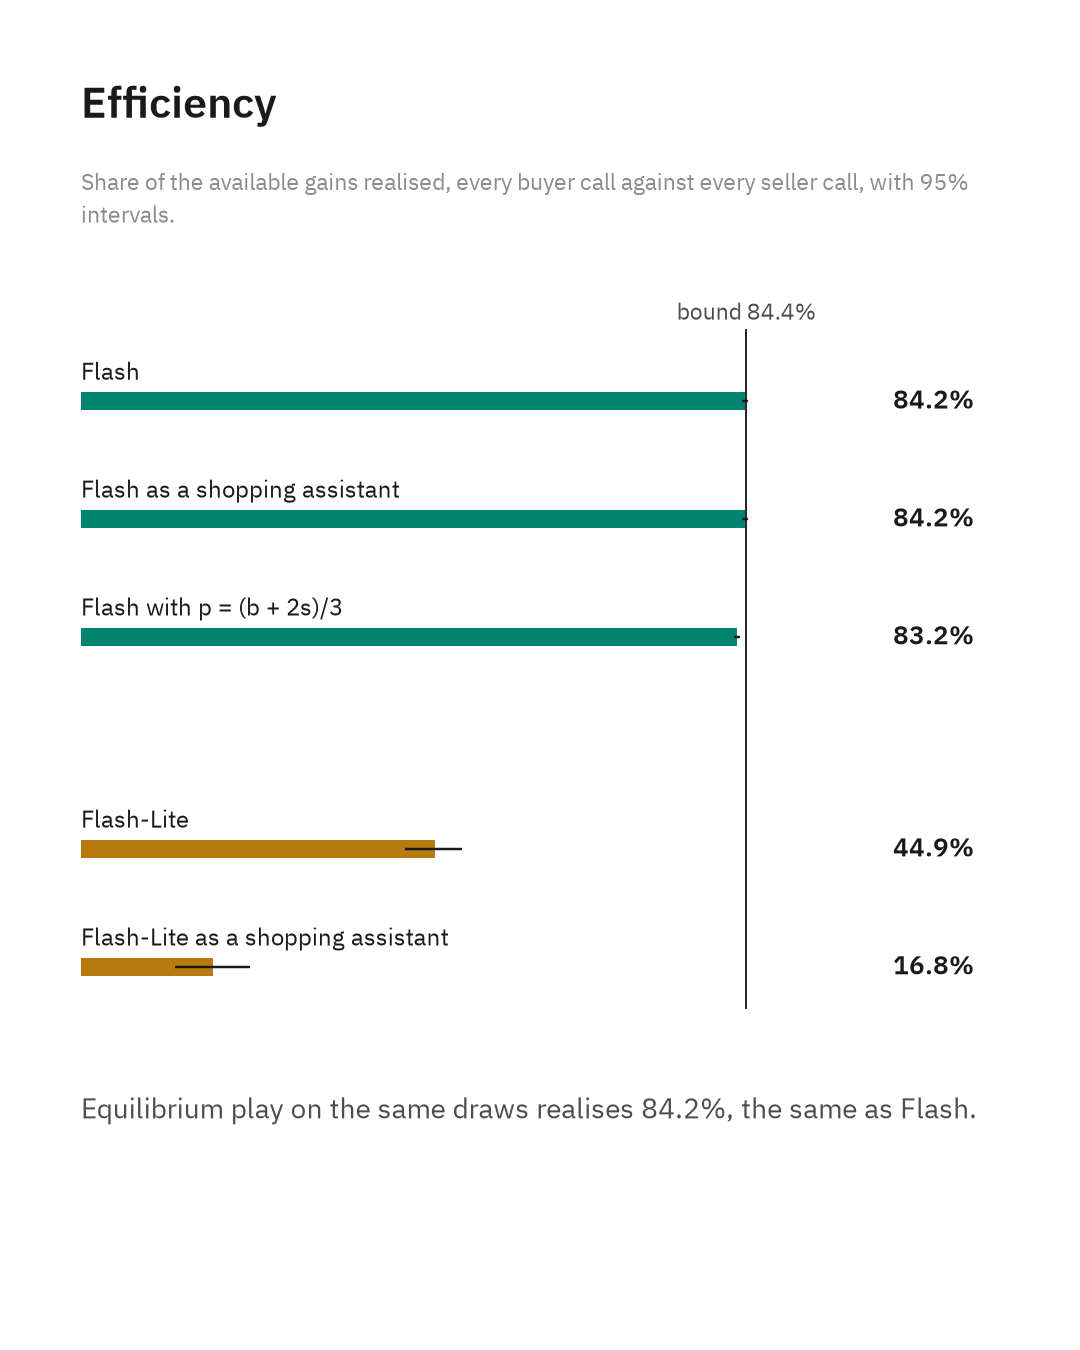 Efficiency
Share of the available gains realised, every buyer call against every seller call, with 95%
intervals.
bound 84.4%
Flash
84.2%
Flash as a shopping assistant
84.2%
Flash with p = (b + 2s)/3
83.2%
Flash-Lite
44.9%
Flash-Lite as a shopping assistant
16.8%
Equilibrium play on the same draws realises 84.2%, the same as Flash.